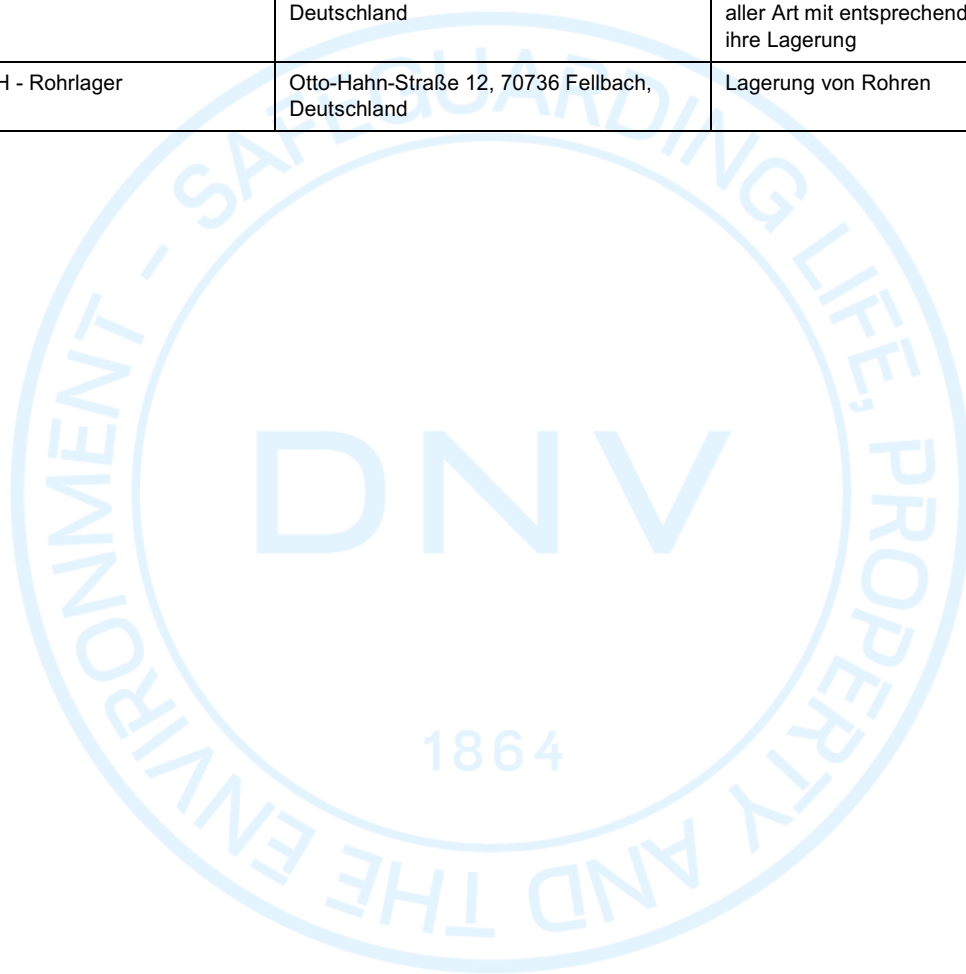 Deutschland
aller Art mit entsprechend
ihre Lagerung
H - Rohrlager
Otto-Hahn-Straße 12, 70736 Fellbach,
Deutschland
Lagerung von Rohren
SAFEGUARDING LIFE, PROPERTY AND THE ENVIRONMENT -
DNV
1864